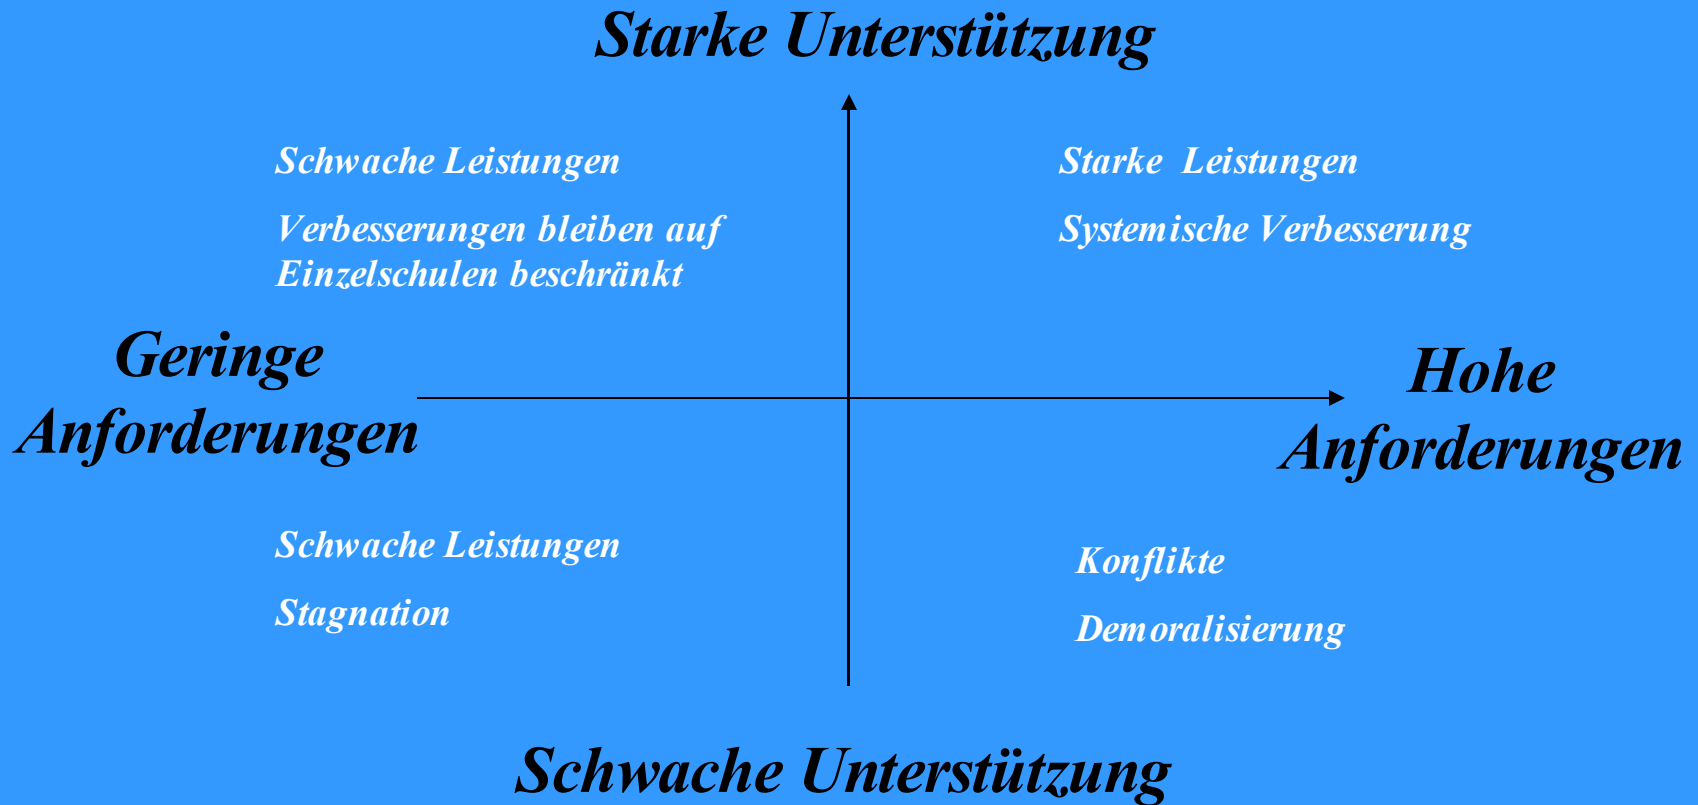 Starke Unterstützung
Schwache Leistungen
Verbesserungen bleiben auf
Einzelschulen beschränkt
Starke Leistungen
Systemische Verbesserung
Geringe
Anforderungen
Hohe
Anforderungen
Schwache Leistungen
Stagnation
Konflikte
Demoralisierung
Schwache Unterstützung